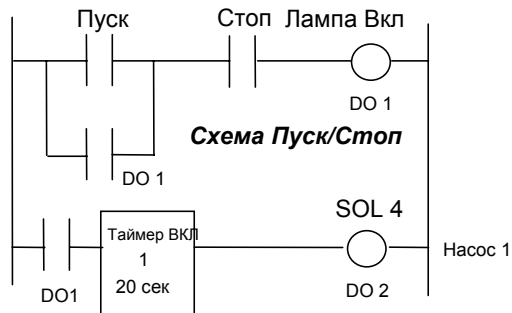 Пуск Стоп Лампа Вкл
DO 1
Схема Пуск/Стоп
DO 1
SOL 4
Таймер ВКЛ
1
20 сек
Насос 1
DO1
DO 2